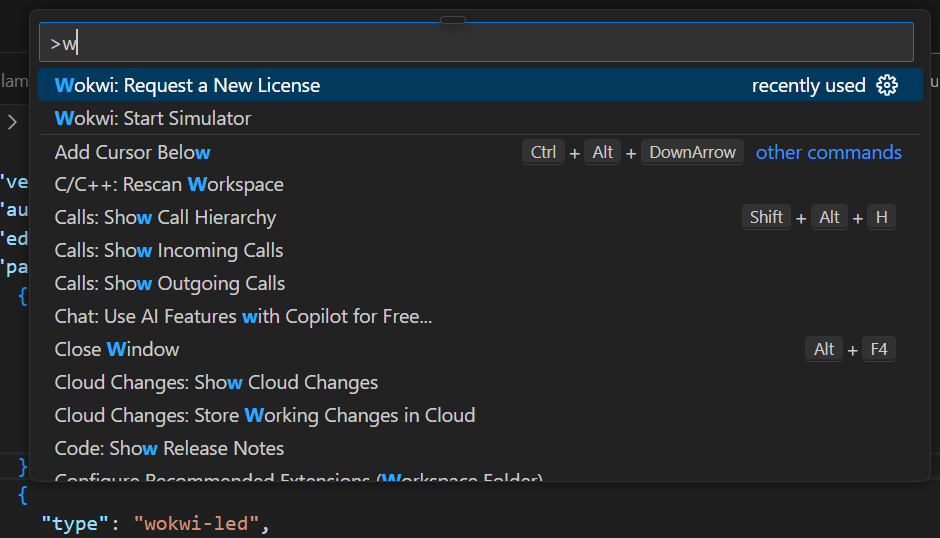 >w
Wokwi: Request a New License recently used
Wokwi: Start Simulator
Add Cursor Below Ctrl + Alt + DownArrow other commands
C/C++: Rescan Workspace
Calls: Show Call Hierarchy Shift + Alt + H
Calls: Show Incoming Calls
Calls: Show Outgoing Calls
Chat: Use AI Features with Copilot for Free...
Close Window Alt + F4
Cloud Changes: Show Cloud Changes
Cloud Changes: Store Working Changes in Cloud
Code: Show Release Notes
Configure Recommended Extensions (Workspace Folder)
lam
"ve
"au
"ed
"pa
{
}
{
"type": "wokwi-led",